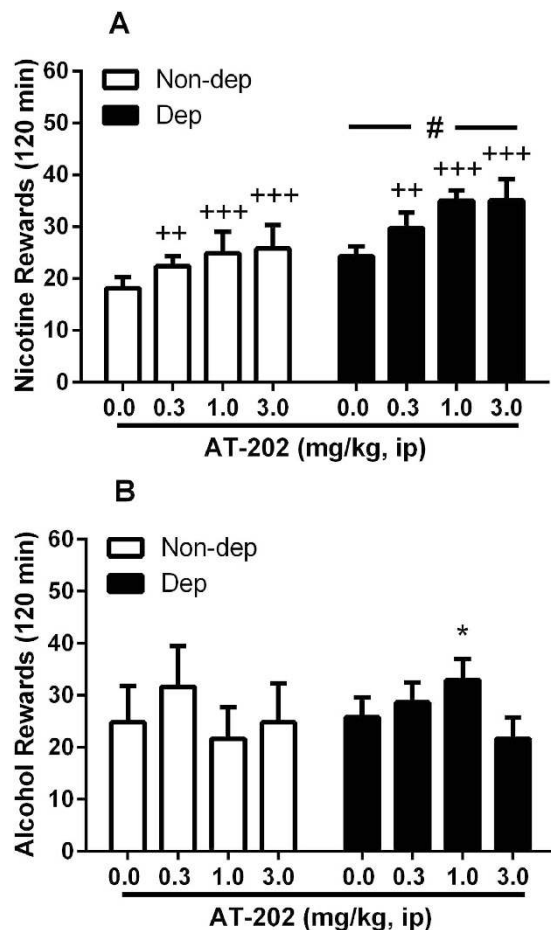 A
Nicotine Rewards (120 min)
60
50
40
30
20
10
0
Non-dep
Dep
#
++ +++ +++ ++ +++ +++
0.0 0.3 1.0 3.0 0.0 0.3 1.0 3.0
AT-202 (mg/kg, ip)
B
Alcohol Rewards (120 min)
60
50
40
30
20
10
0
Non-dep
Dep
*
0.0 0.3 1.0 3.0 0.0 0.3 1.0 3.0
AT-202 (mg/kg, ip)